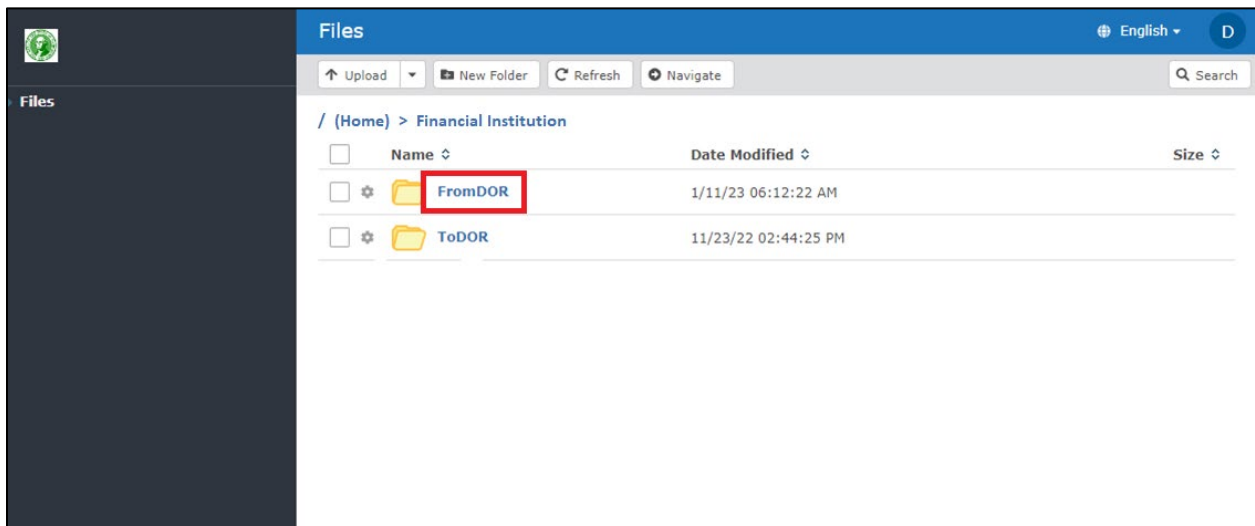 Files English D
Upload New Folder Refresh Navigate Search
Files
/ (Home) > Financial Institution
Name Date Modified Size
FromDOR 1/11/23 06:12:22 AM
ToDOR 11/23/22 02:44:25 PM